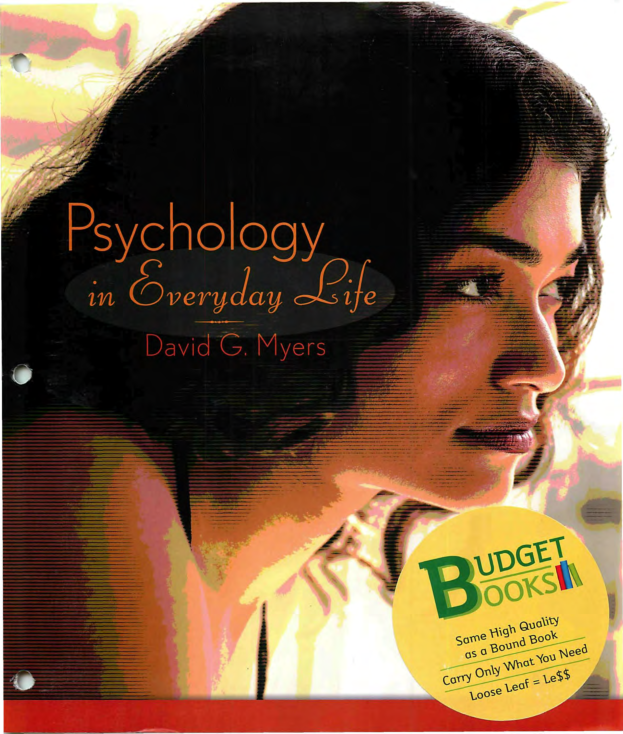 Psychology
in Everyday Life
David G. Myers
BUDGET
BOOKS
Same High Quality
as a Bound Book
Carry Only What You Need
Loose Leaf = Le$$